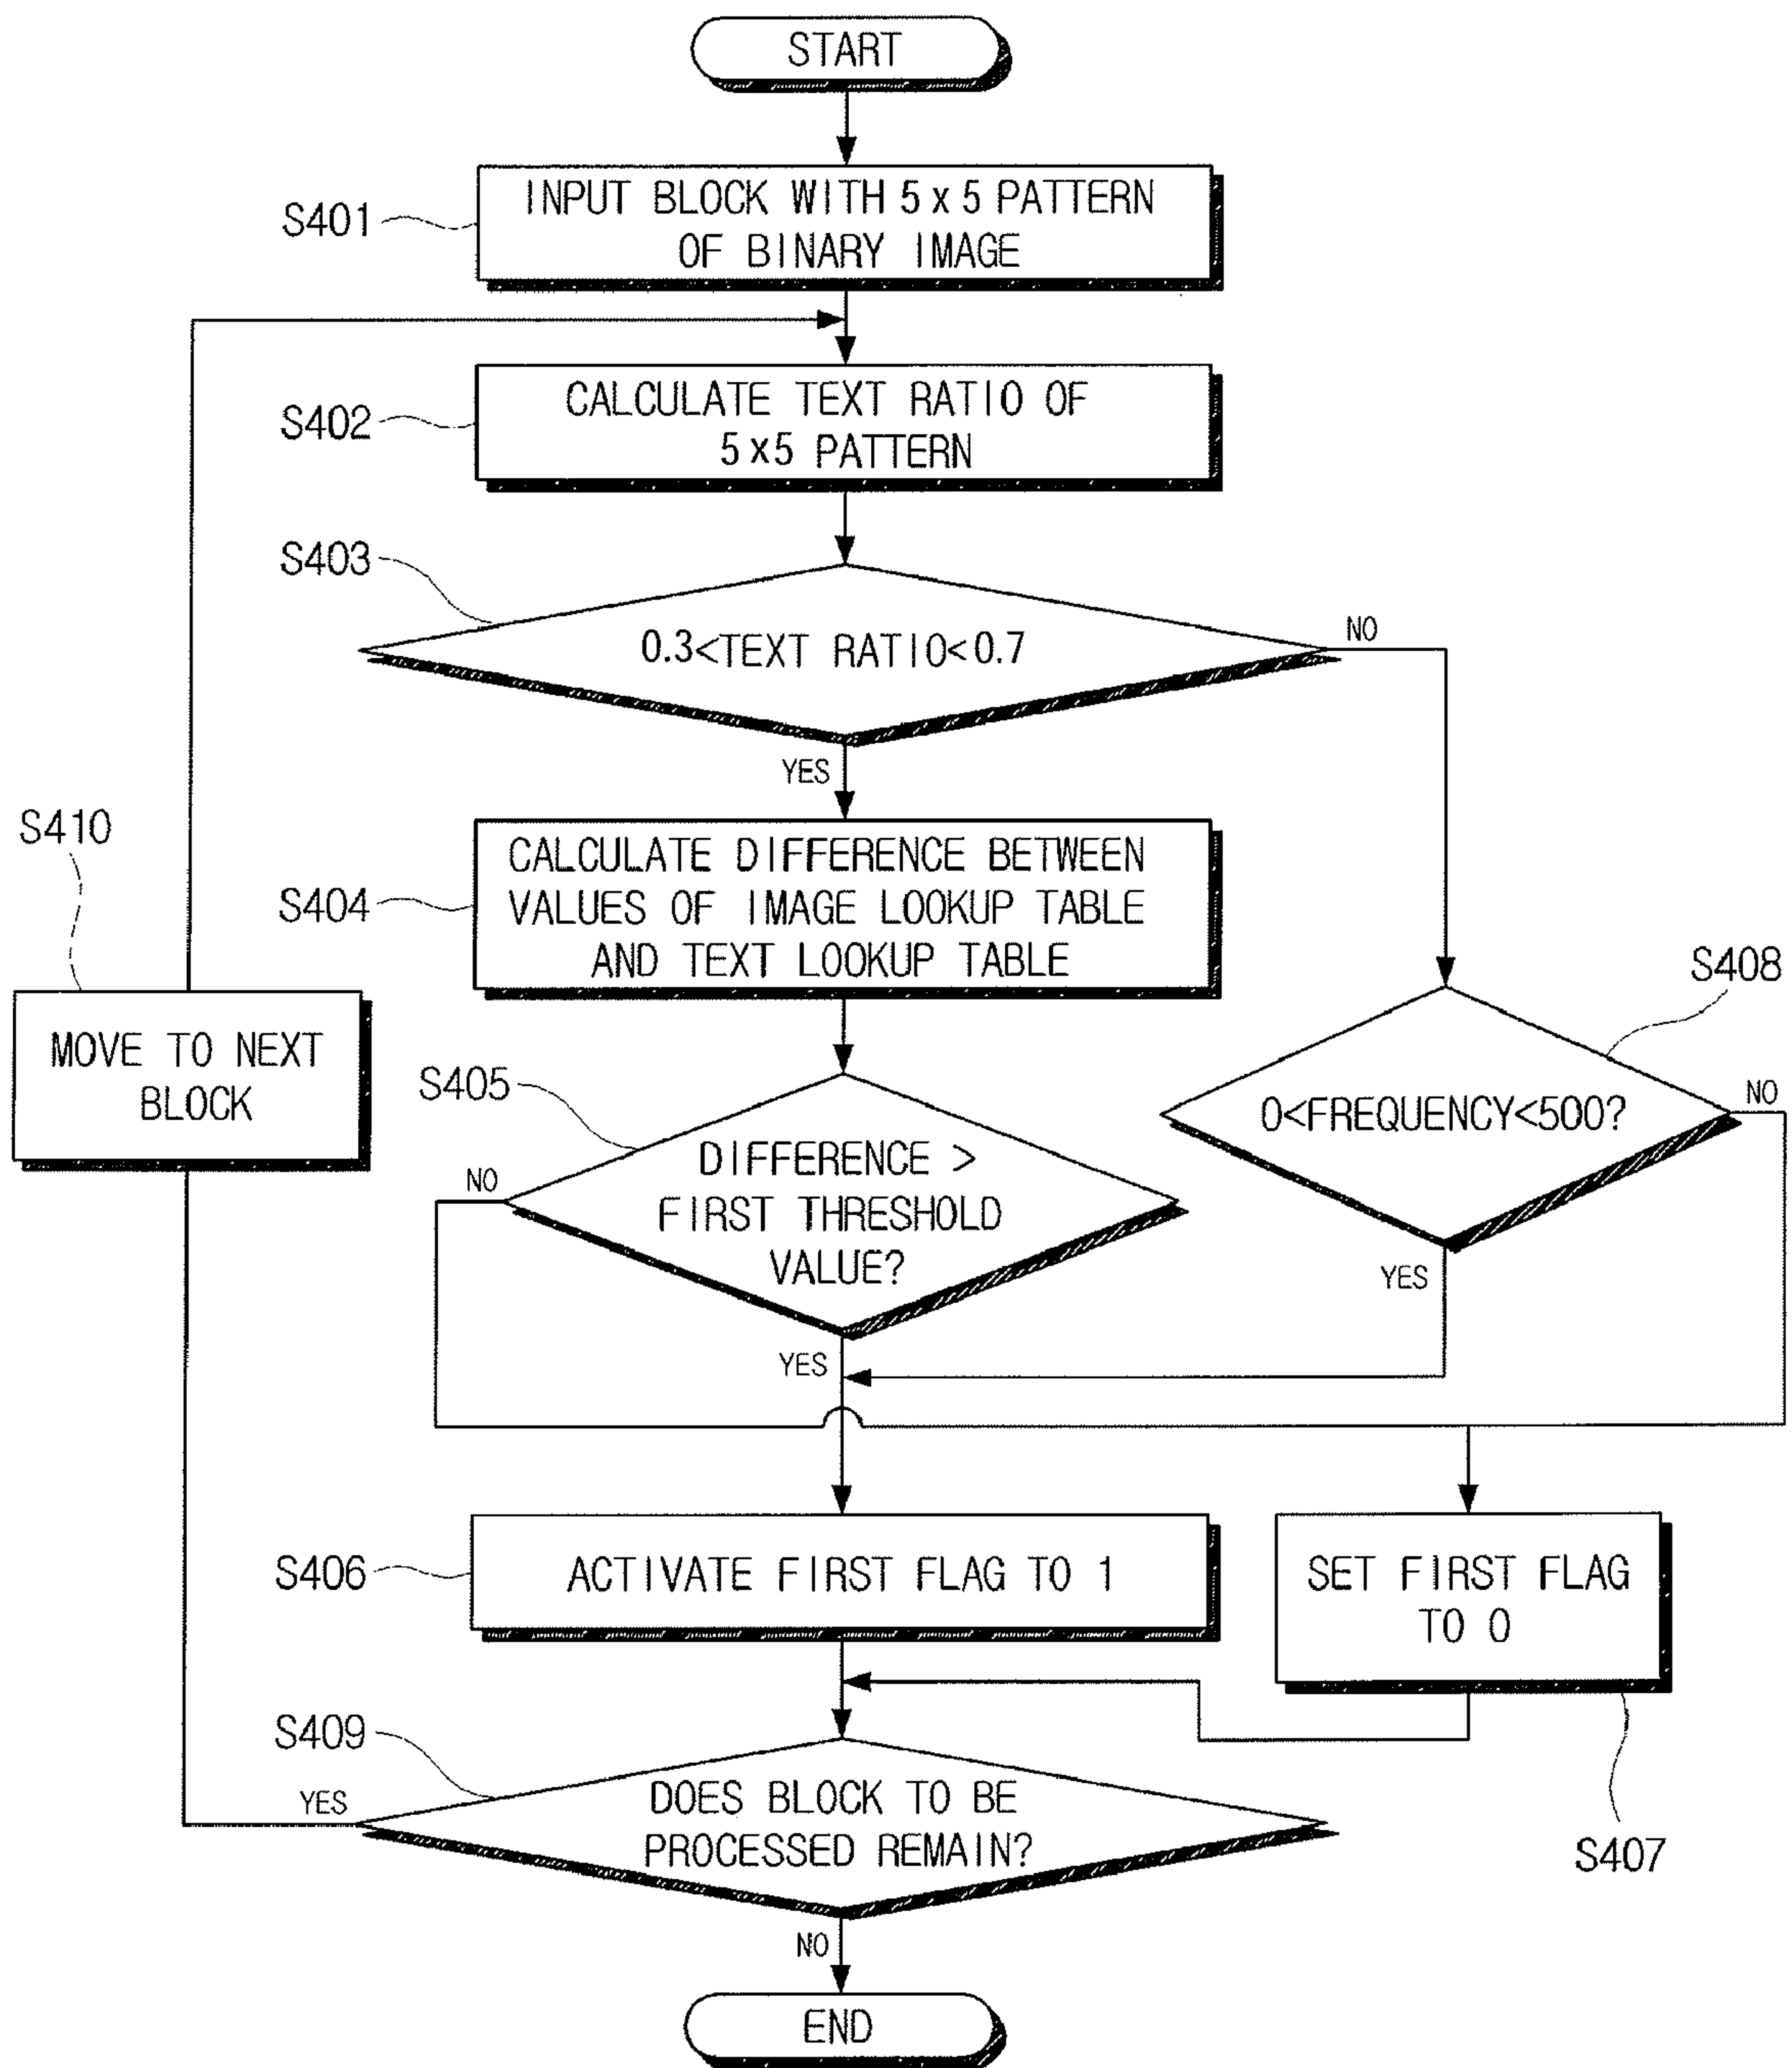 START
S401
INPUT BLOCK WITH 5 x 5 PATTERN
OF BINARY IMAGE
S402
CALCULATE TEXT RATIO OF
5x5 PATTERN
S403
0.3<TEXT RATIO<0.7
NO
YES
S410
MOVE TO NEXT
BLOCK
S404
CALCULATE DIFFERENCE BETWEEN
VALUES OF IMAGE LOOKUP TABLE
AND TEXT LOOKUP TABLE
S408
0<FREQUENCY<500?
NO
YES
S405
DIFFERENCE >
FIRST THRESHOLD
VALUE?
NO
YES
S406
ACTIVATE FIRST FLAG TO 1
SET FIRST FLAG
TO 0
S407
S409
DOES BLOCK TO BE
PROCESSED REMAIN?
YES
NO
END